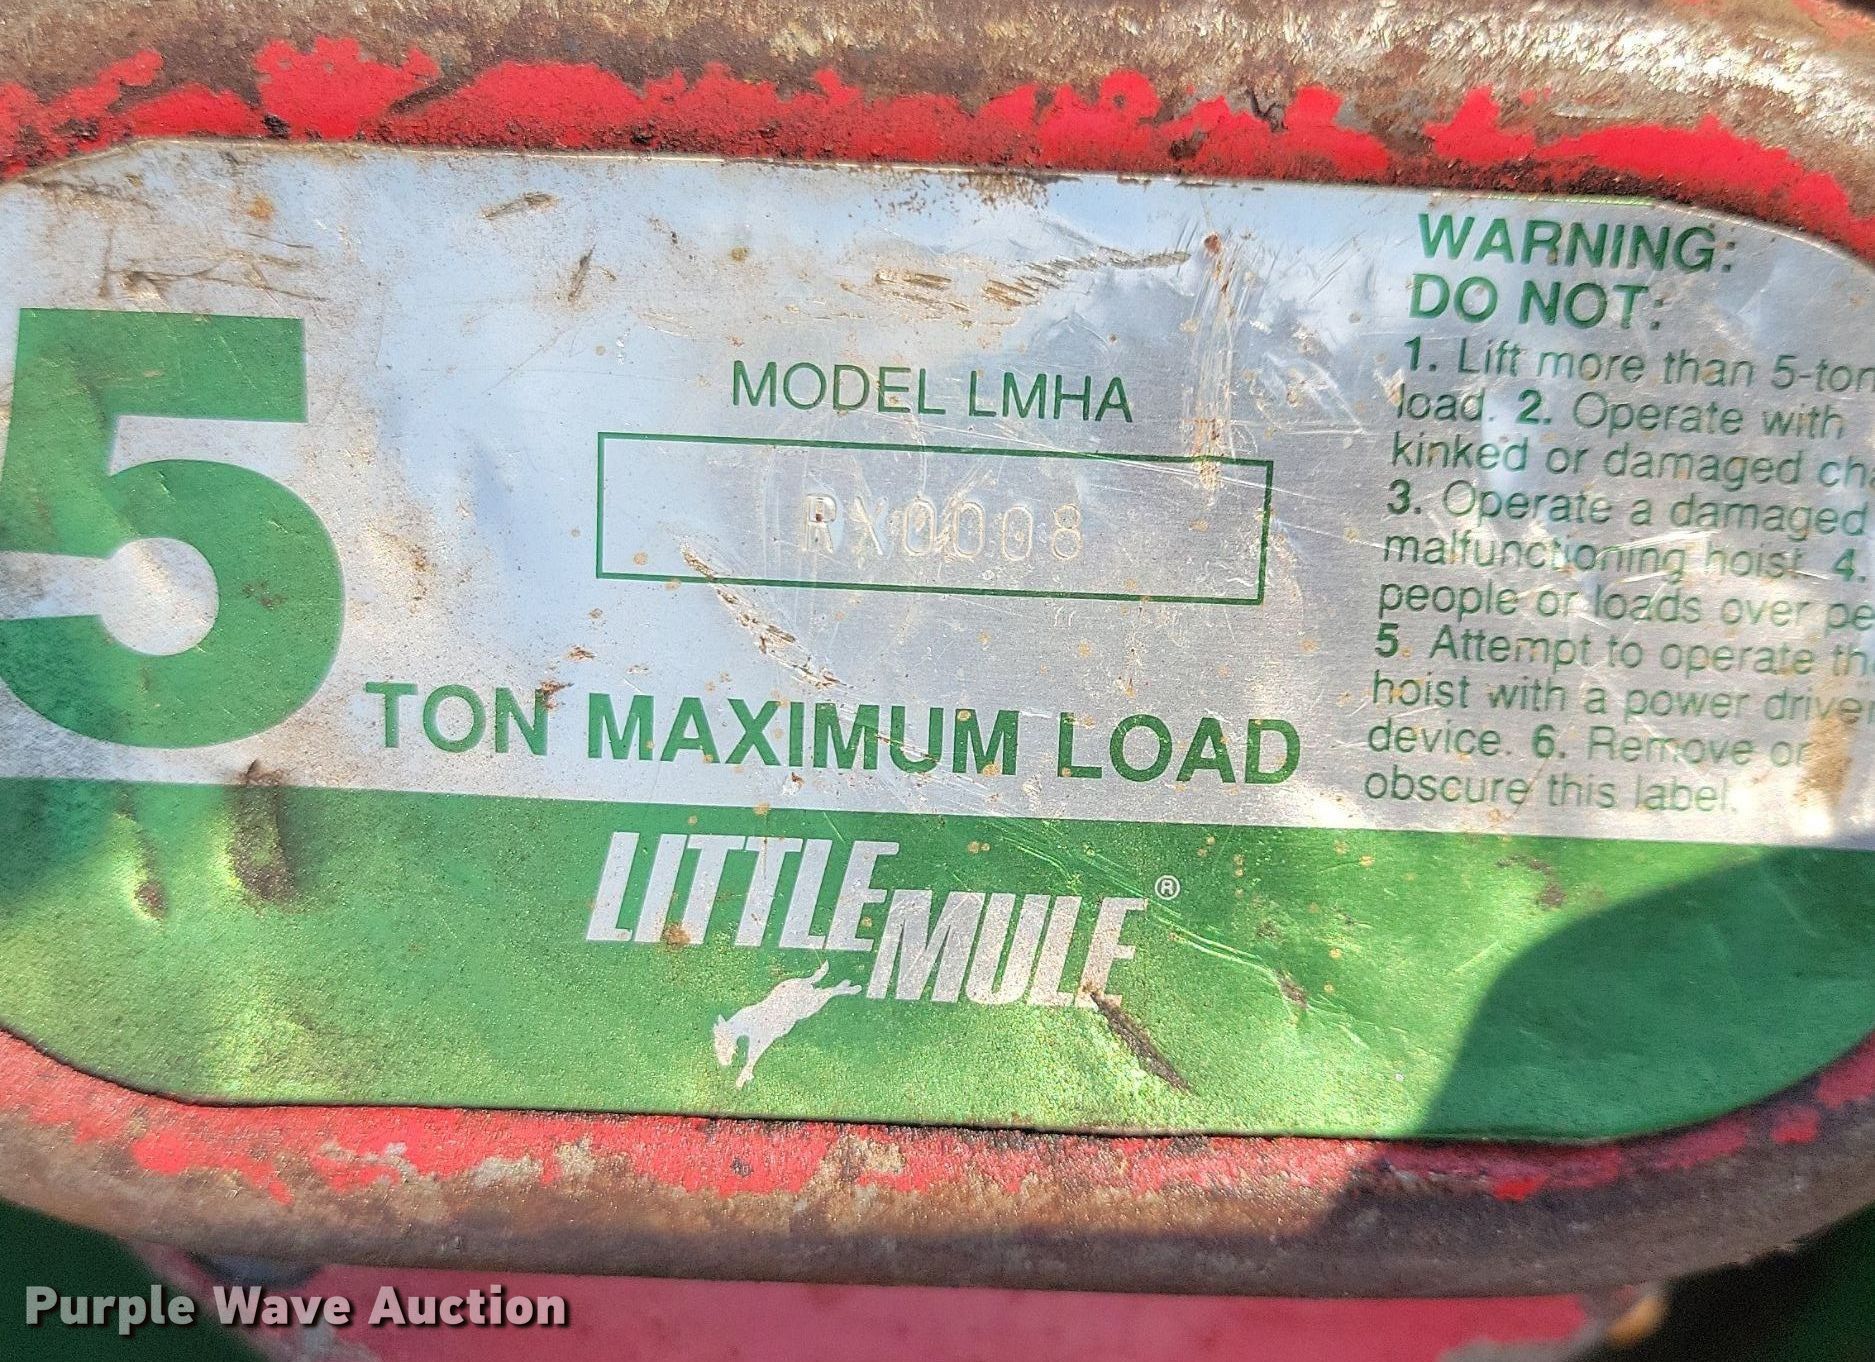 5
TON MAXIMUM LOAD
MODEL LMHA
RX0008
WARNING:
DO NOT:
1. Lift more than 5-ton
load. 2. Operate with
kinked or damaged
3. Operate a damaged
malfunctioning hoist. 4.
people or loads over
5. Attempt to operate
hoist with a power
device. 6. Remove or
obscure this label.
LITTLE MULE®
Purple Wave Auction